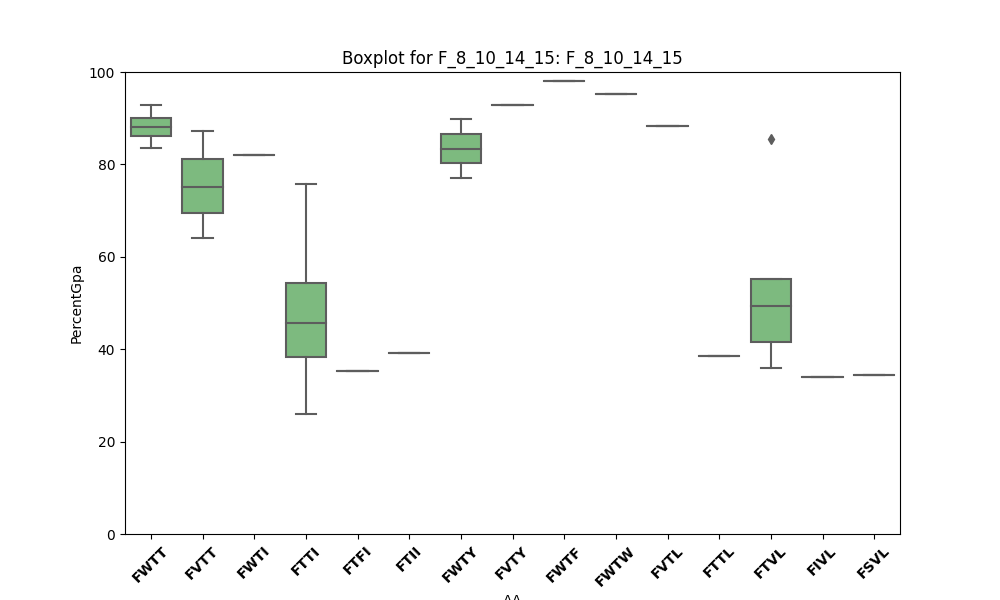 Boxplot for F_8_10_14_15: F_8_10_14_15
PercentGpa
100
80
60
40
20
0
FWTT
FVTT
FWTI
FTTI
FTFI
FTII
FWTY
FVTY
FWTF
FWTW
FVTL
FTTL
FTVL
FIVL
FSVL
AA